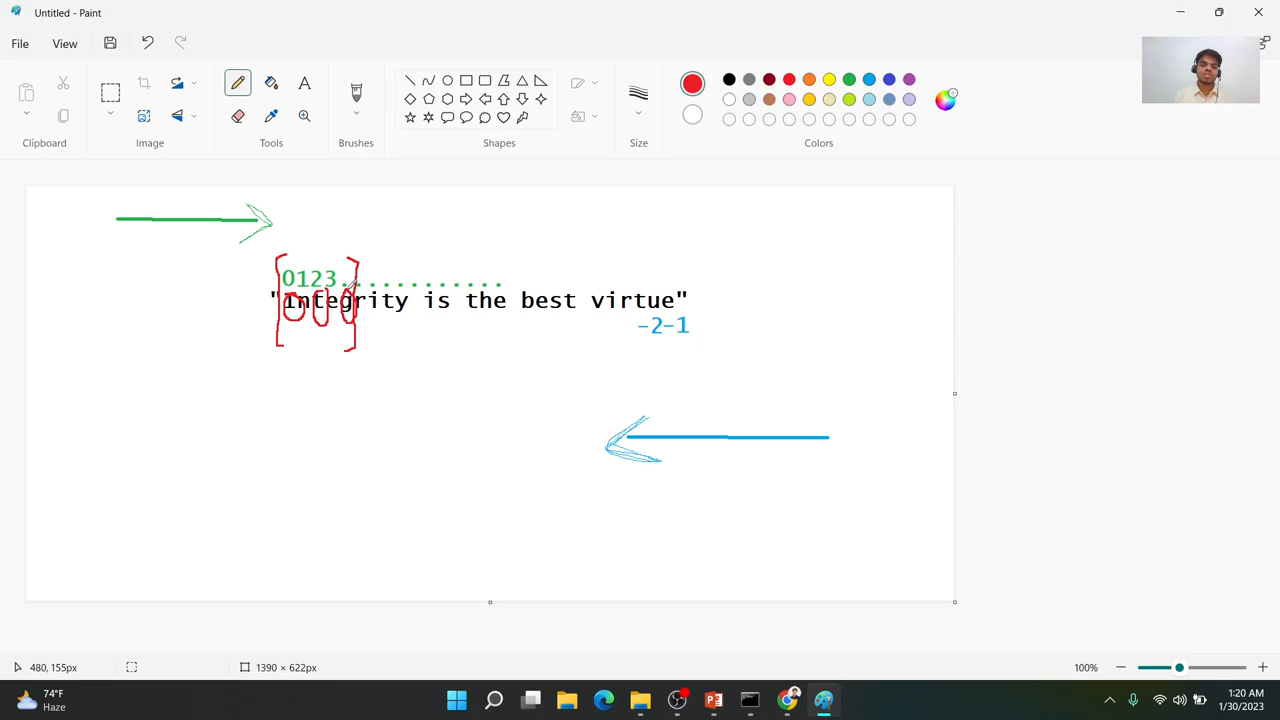 Untitled - Paint
File View
Clipboard Image Tools Brushes Shapes Size Colors
0123............
"Integrity is the best virtue"
-2-1
480, 155px 1390 × 622px 100%
74°F 1:20 AM
Haze 1/30/2023